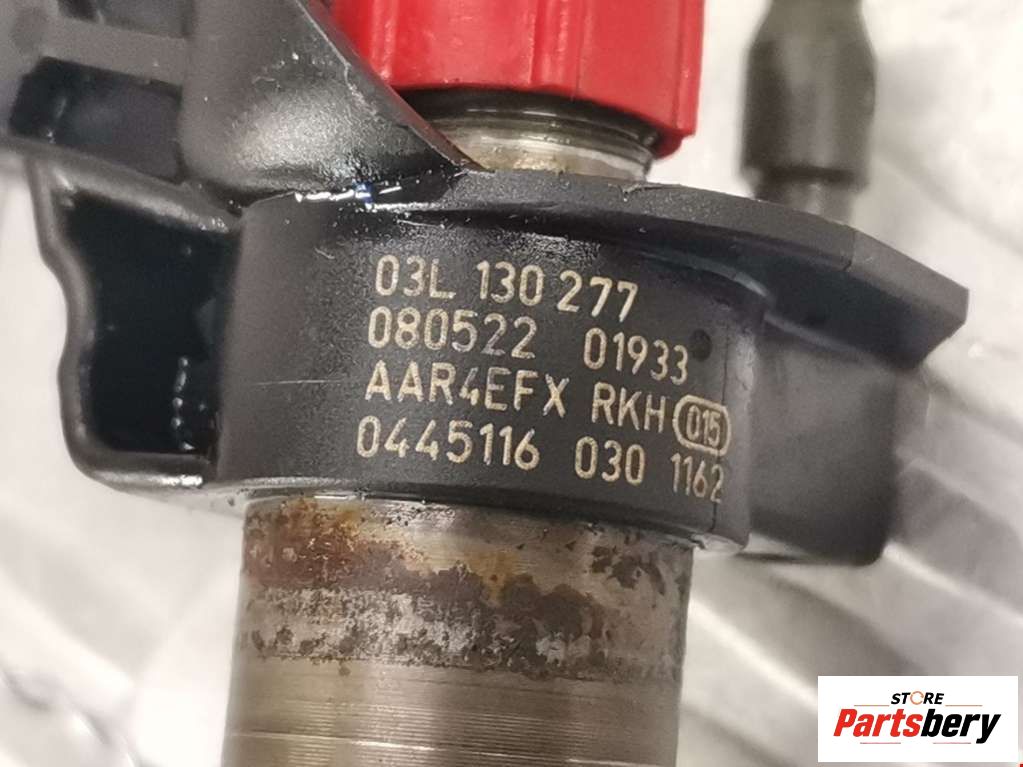 03L 130 277
080522 01933
AAR4EFX RKH 015
0445116 030 1162
STORE
Partsbery